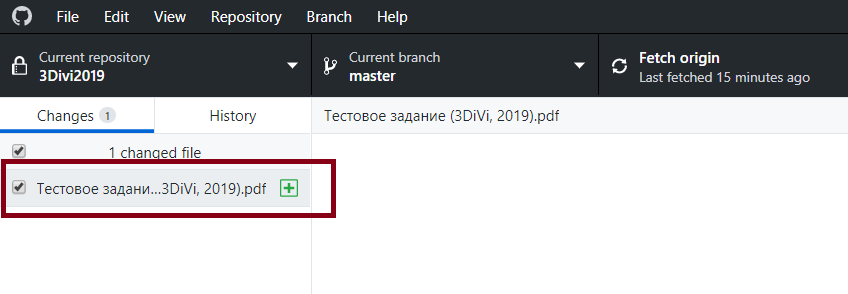 File Edit View Repository Branch Help
Current repository
3Divi2019
Current branch
master
Fetch origin
Last fetched 15 minutes ago
Changes 1
History
Тестовое задание (3DiVi, 2019).pdf
1 changed file
Тестовое задани...3DiVi, 2019).pdf